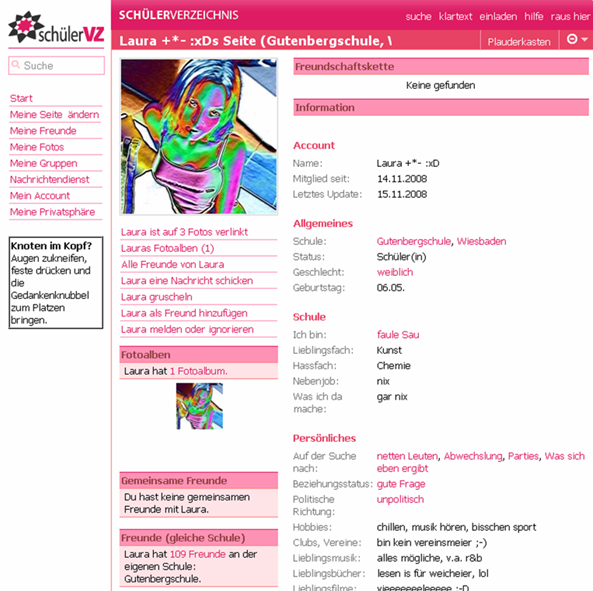 schülerVZ
SCHÜLERVERZEICHNIS
suche klartext einladen hilfe raus hier
Laura +*- :xDs Seite (Gutenbergschule, \
Plauderkasten
Suche
Start
Meine Seite ändern
Meine Freunde
Meine Fotos
Meine Gruppen
Nachrichtendienst
Mein Account
Meine Privatsphäre
Knoten im Kopf?
Augen zukneifen,
feste drücken und
die
Gedankenknubbel
zum Platzen
bringen.
Laura ist auf 3 Fotos verlinkt
Lauras Fotoalben (1)
Alle Freunde von Laura
Laura eine Nachricht schicken
Laura gruscheln
Laura als Freund hinzufügen
Laura melden oder ignorieren
Fotoalben
Laura hat 1 Fotoalbum.
Gemeinsame Freunde
Du hast keine gemeinsamen
Freunde mit Laura.
Freunde (gleiche Schule)
Laura hat 109 Freunde an der
eigenen Schule:
Gutenbergschule.
Freundschaftskette
Keine gefunden
Information
Account
Name: Laura +*- :xD
Mitglied seit: 14.11.2008
Letztes Update: 15.11.2008
Allgemeines
Schule: Gutenbergschule, Wiesbaden
Status: Schüler(in)
Geschlecht: weiblich
Geburtstag: 06.05.
Schule
Ich bin: faule Sau
Lieblingsfach: Kunst
Hassfach: Chemie
Nebenjob: nix
Was ich da gar nix
mache:
Persönliches
Auf der Suche netten Leuten, Abwechslung, Parties, Was sich
nach: eben ergibt
Beziehungsstatus: gute Frage
Politische unpolitisch
Richtung:
Hobbies: chillen, musik hören, bisschen sport
Clubs, Vereine: bin kein vereinsmeier ;-)
Lieblingsmusik: alles mögliche, v.a. r&b
Lieblingsbücher: lesen is für weicheier, lol
Lieblingsfilme: